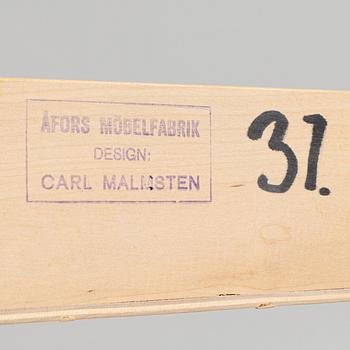 ÅFORS MÖBELFABRIK
DESIGN:
CARL MALMSTEN
31.